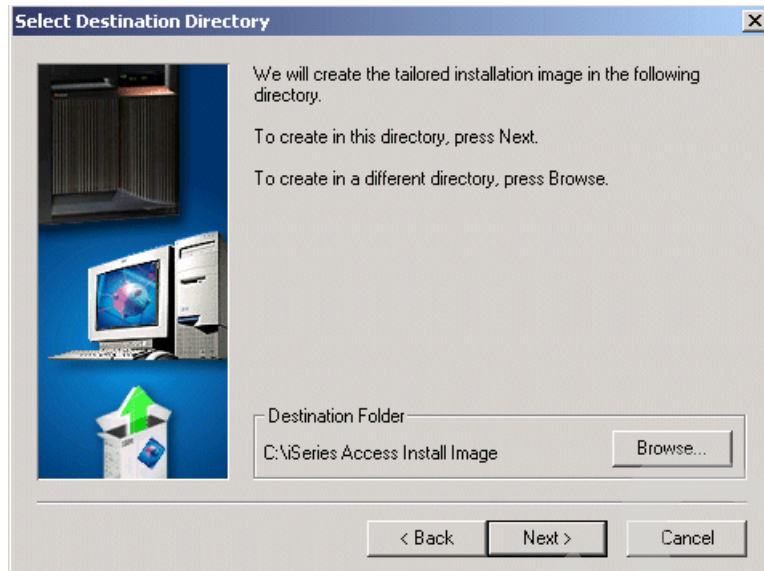 Select Destination Directory
We will create the tailored installation image in the following
directory.
To create in this directory, press Next.
To create in a different directory, press Browse.
Destination Folder
C:\iSeries Access Install Image
Browse...
< Back
Next >
Cancel